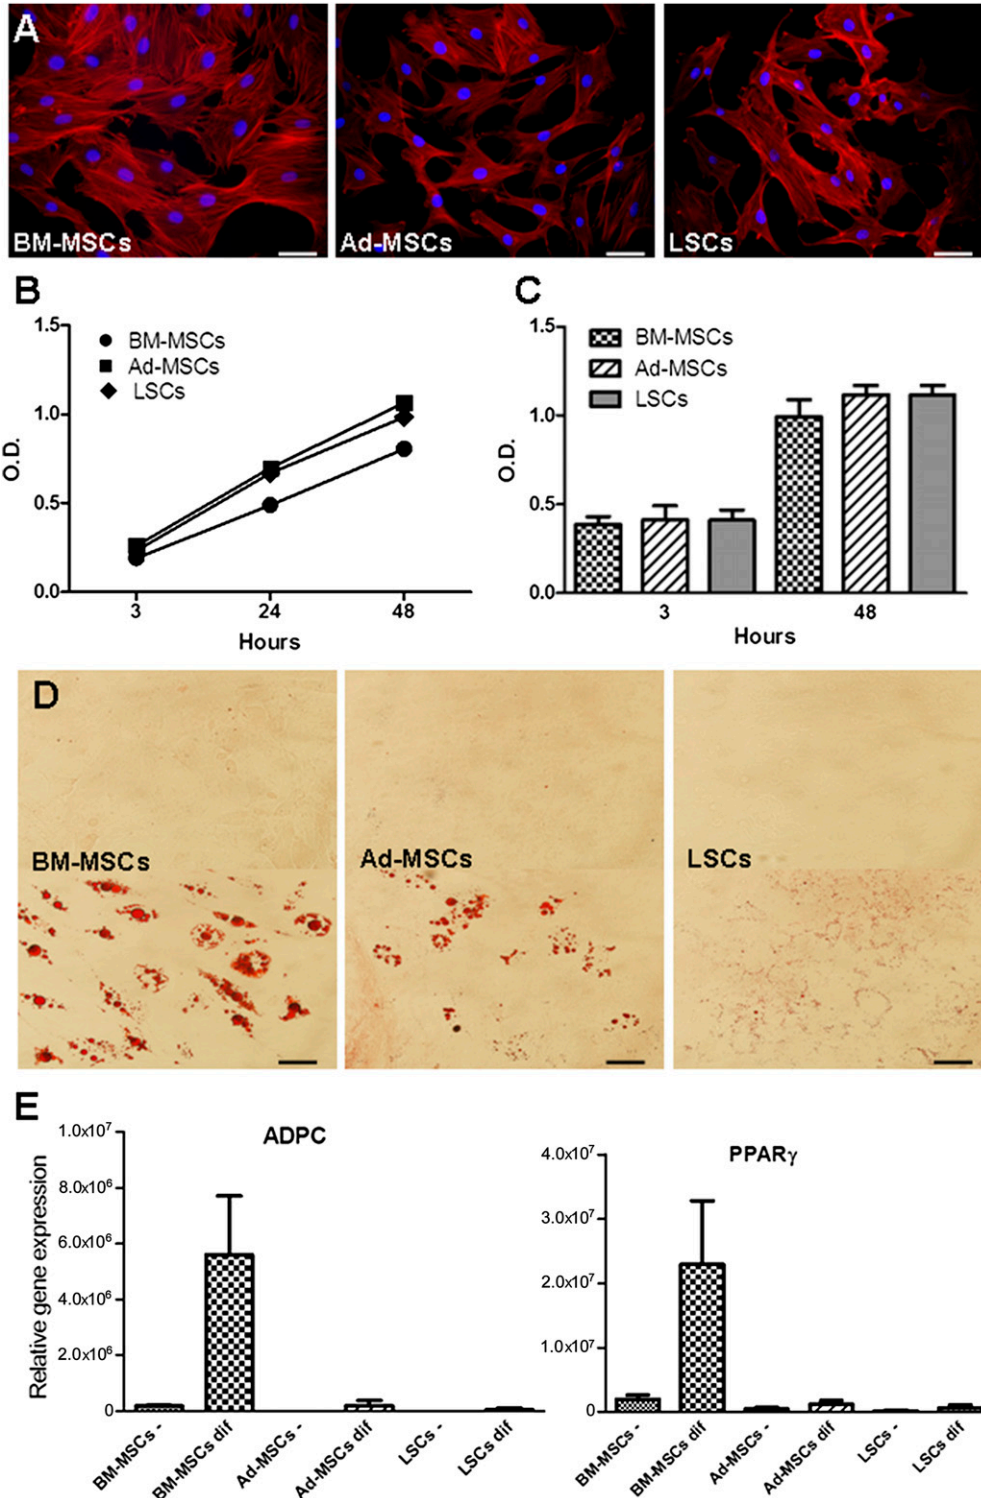 A
BM-MSCs
Ad-MSCs
LSCs
B
1.5
1.0
0.5
0.0
O.D.
BM-MSCs
Ad-MSCs
LSCs
3
24
48
Hours
C
1.5
1.0
0.5
0.0
O.D.
BM-MSCs
Ad-MSCs
LSCs
3
48
Hours
D
BM-MSCs
Ad-MSCs
LSCs
E
ADPC
Relative gene expression
1.0x10⁷
8.0x10⁶
6.0x10⁶
4.0x10⁶
2.0x10⁶
0
BM-MSCs -
BM-MSCs dif
Ad-MSCs -
Ad-MSCs dif
LSCs -
LSCs dif
PPARγ
4.0x10⁷
3.0x10⁷
2.0x10⁷
1.0x10⁷
0
BM-MSCs -
BM-MSCs dif
Ad-MSCs -
Ad-MSCs dif
LSCs -
LSCs dif